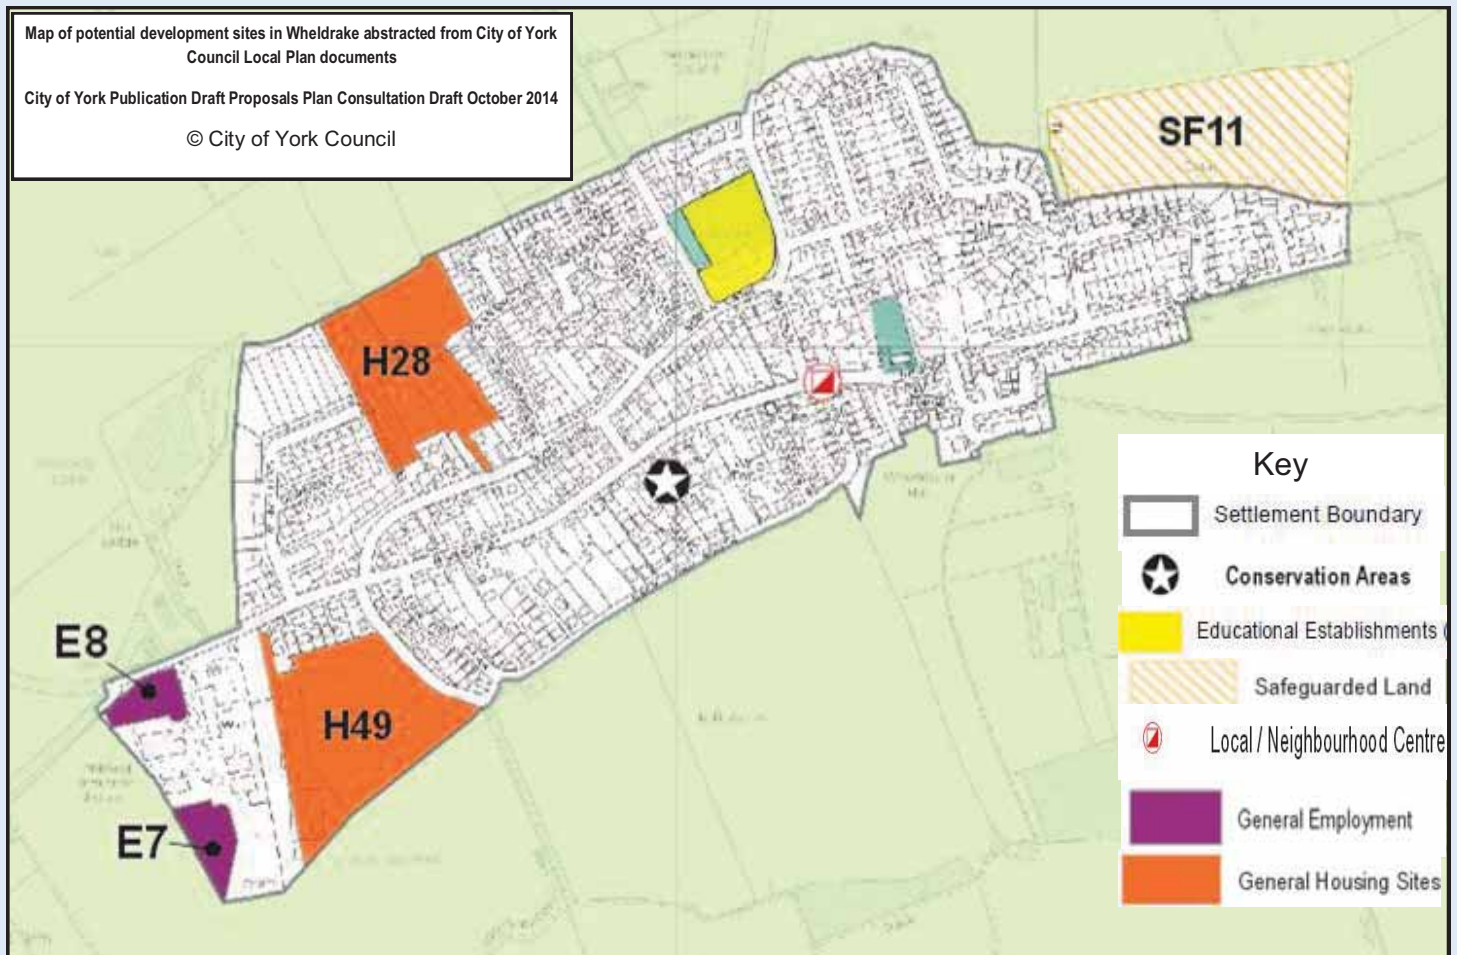 Map of potential development sites in Wheldrake abstracted from City of York
Council Local Plan documents
City of York Publication Draft Proposals Plan Consultation Draft October 2014
© City of York Council
SF11
H28
E8
H49
E7
Key
Settlement Boundary
Conservation Areas
Educational Establishments (
Safeguarded Land
Local / Neighbourhood Centre
General Employment
General Housing Sites